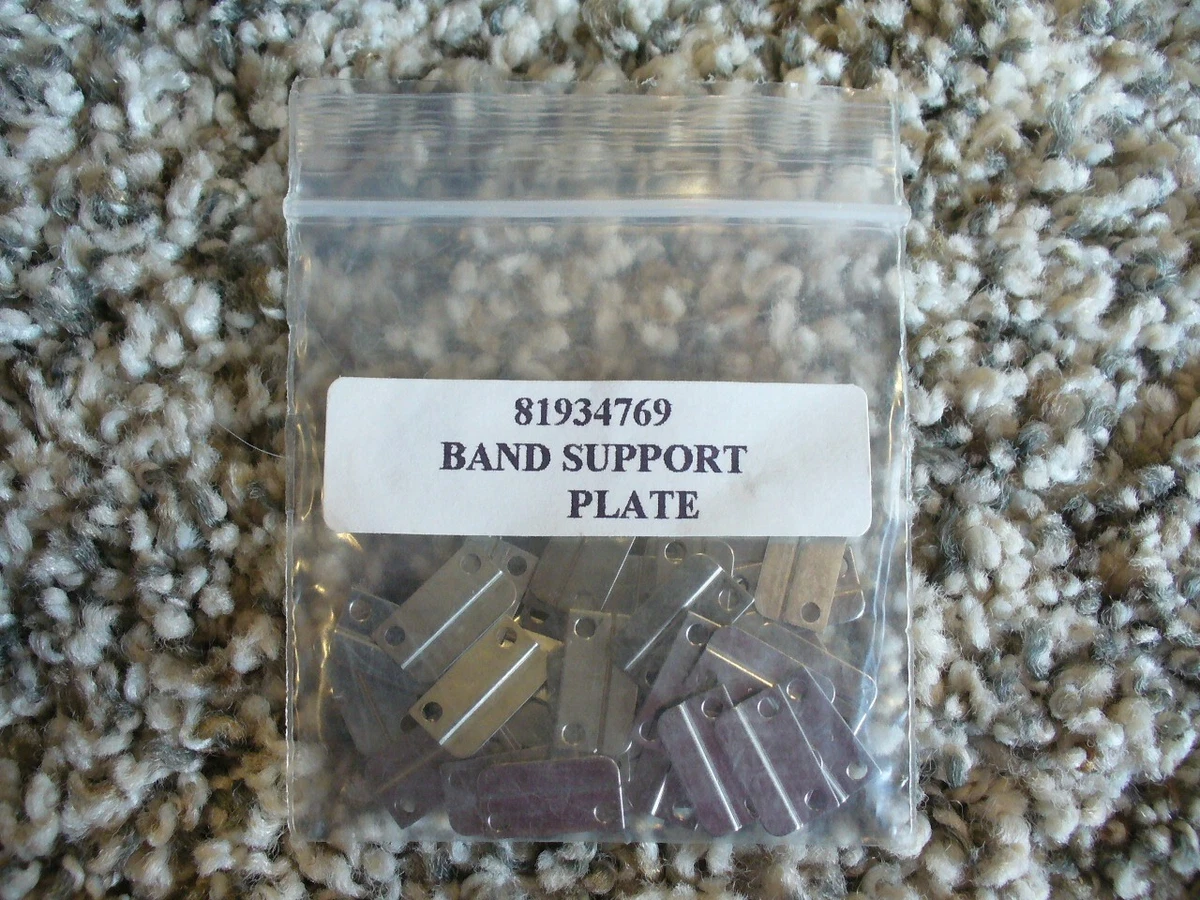 81934769
BAND SUPPORT
PLATE